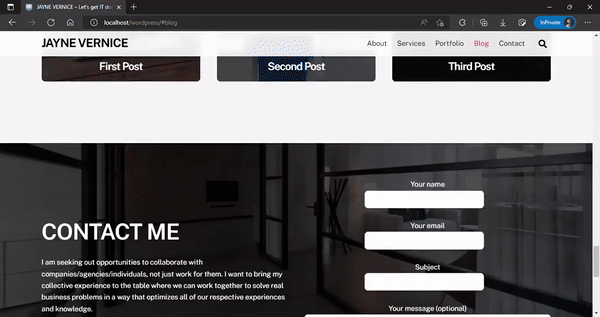 JAYNE VERNICE – Let's get IT do
localhost/wordpress/#blog
InPrivate
JAYNE VERNICE
About Services Portfolio Blog Contact
First Post Second Post Third Post
Your name
Your email
CONTACT ME
Subject
I am seeking out opportunities to collaborate with
companies/agencies/individuals, not just work for them. I want to bring my
collective experience to the table where we can work together to solve real
business problems in a way that optimizes all of our respective experiences
and knowledge.
Your message (optional)